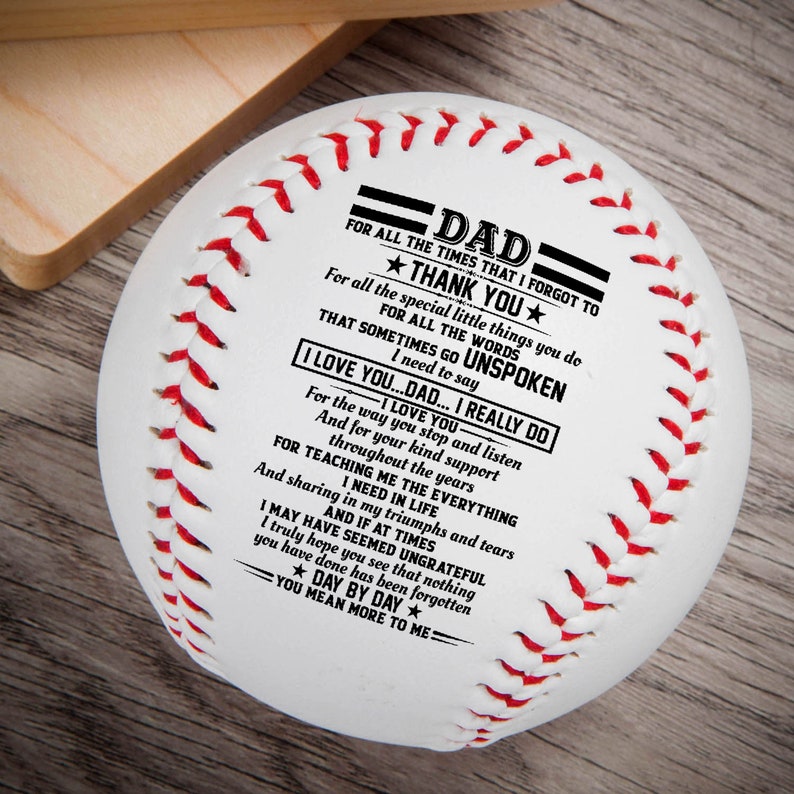 DAD
FOR ALL THE TIMES THAT I FORGOT TO
THANK YOU
For all the special little things you do
FOR ALL THE WORDS
THAT SOMETIMES GO UNSPOKEN
I need to say
I LOVE YOU...DAD... I REALLY DO
I LOVE YOU
For the way you stop and listen
And for your kind support
throughout the years
FOR TEACHING ME THE EVERYTHING
I NEED IN LIFE
And sharing in my triumphs and tears
AND IF AT TIMES
I MAY HAVE SEEMED UNGRATEFUL
I truly hope you see that nothing
you have done has been forgotten
DAY BY DAY
YOU MEAN MORE TO ME